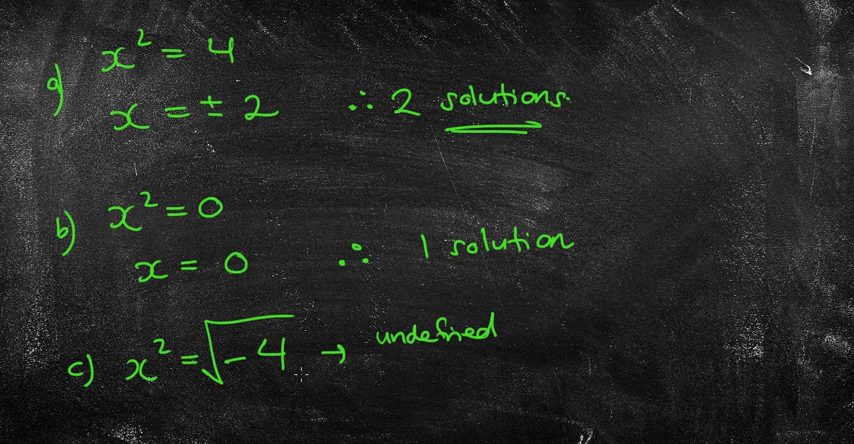 a) x² = 4
x = ± 2 ∴ 2 solutions.
b) x² = 0
x = 0 ∴ 1 solution
c) x² = √-4 → undefined